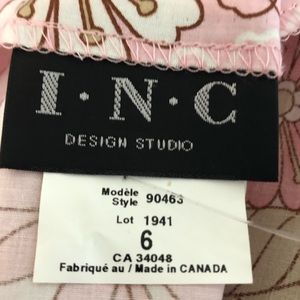 I·N·C
DESIGN STUDIO
Modèle
Style 90463
Lot 1941
6
CA 34048
Fabriqué au / Made in CANADA